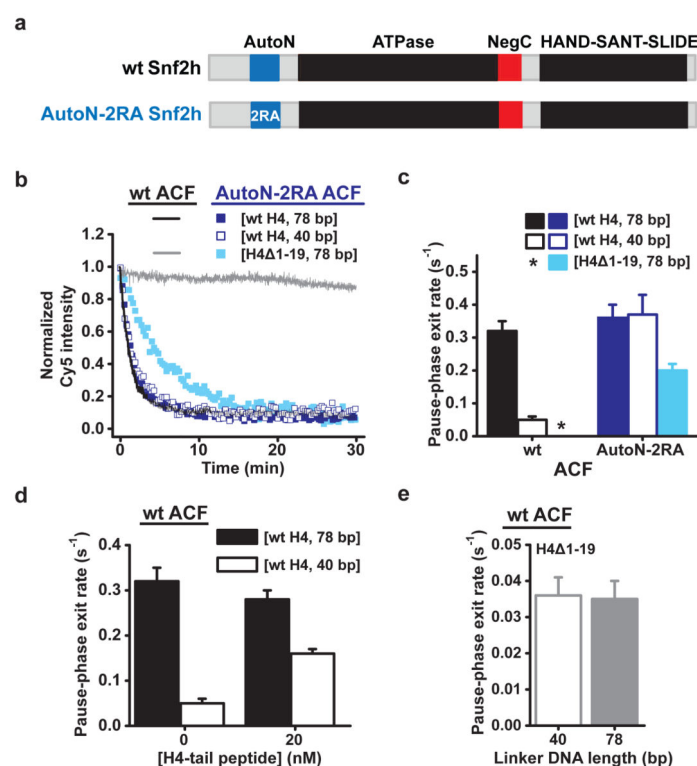 a
AutoN ATPase NegC HAND-SANT-SLIDE
wt Snf2h
AutoN-2RA Snf2h 2RA
b
wt ACF AutoN-2RA ACF
[wt H4, 78 bp]
[wt H4, 40 bp]
[H4Δ1-19, 78 bp]
Normalized
Cy5 intensity
1.2
1.0
0.8
0.6
0.4
0.2
0.0
0 10 20 30
Time (min)
c
[wt H4, 78 bp]
[wt H4, 40 bp]
* [H4Δ1-19, 78 bp]
Pause-phase exit rate (s⁻¹)
0.4
0.3
0.2
0.1
0.0
*
wt AutoN-2RA
ACF
d
wt ACF
[wt H4, 78 bp]
[wt H4, 40 bp]
Pause-phase exit rate (s⁻¹)
0.4
0.3
0.2
0.1
0.0
0 20
[H4-tail peptide] (nM)
e
wt ACF
H4Δ1-19
Pause-phase exit rate (s⁻¹)
0.05
0.04
0.03
0.02
0.01
0.00
40 78
Linker DNA length (bp)